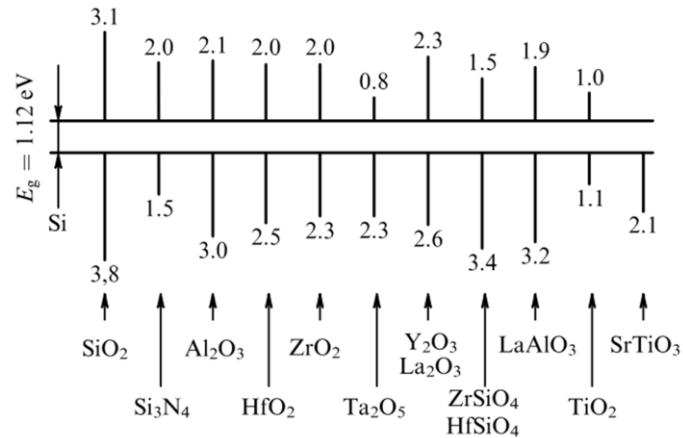 3.1
2.0 2.1 2.0 2.0 0.8 2.3 1.5 1.9 1.0
E_g = 1.12 eV
Si
3,8 1.5 3.0 2.5 2.3 2.3 2.6 3.4 3.2 1.1 2.1
SiO₂ Al₂O₃ ZrO₂ Y₂O₃ LaAlO₃ SrTiO₃
La₂O₃
Si₃N₄ HfO₂ Ta₂O₅ ZrSiO₄ TiO₂
HfSiO₄